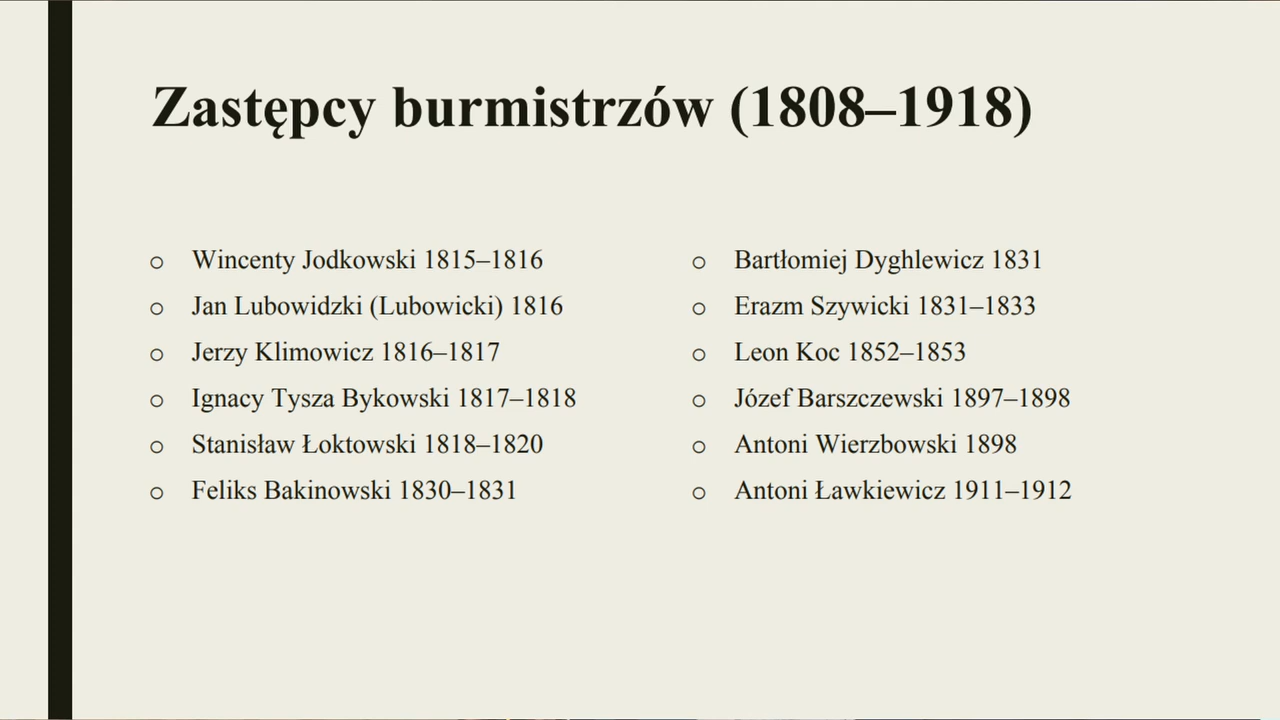 Zastępcy burmistrzów (1808–1918)
Wincenty Jodkowski 1815–1816
Jan Lubowidzki (Lubowicki) 1816
Jerzy Klimowicz 1816–1817
Ignacy Tysza Bykowski 1817–1818
Stanisław Łoktowski 1818–1820
Feliks Bakinowski 1830–1831
Bartłomiej Dyghlewicz 1831
Erazm Szywicki 1831–1833
Leon Koc 1852–1853
Józef Barszczewski 1897–1898
Antoni Wierzbowski 1898
Antoni Ławkiewicz 1911–1912